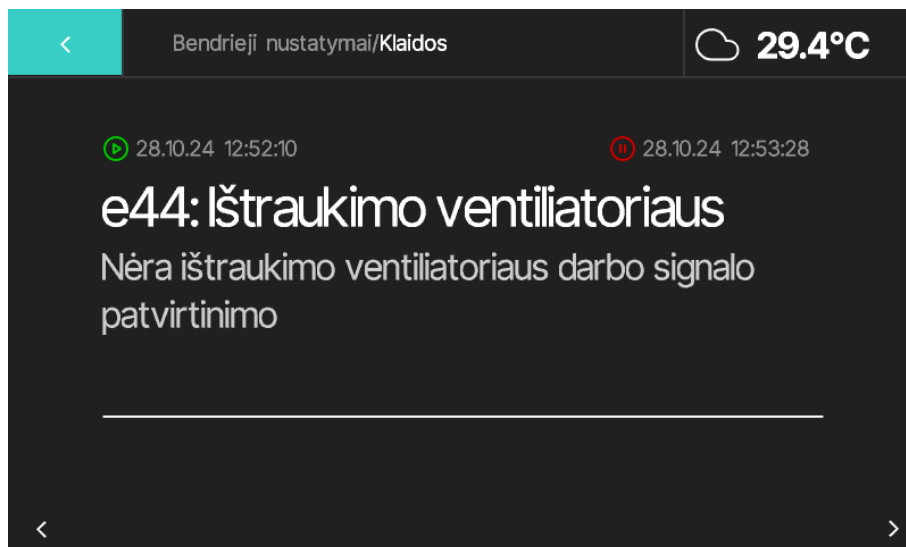 Bendrieji nustatymai/Klaidos
29.4°C
28.10.24 12:52:10
28.10.24 12:53:28
e44: Ištraukimo ventiliatoriaus
Nėra ištraukimo ventiliatoriaus darbo signalo
patvirtinimo